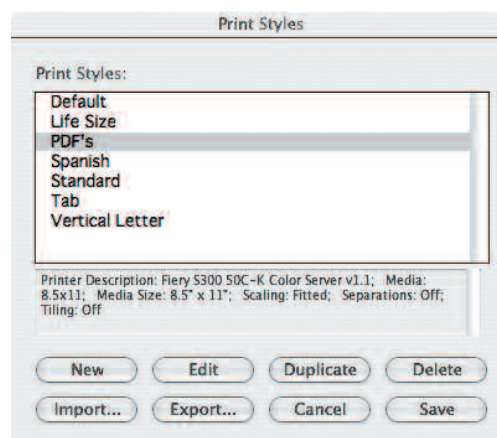 Print Styles
Print Styles:
Default
Life Size
PDF's
Spanish
Standard
Tab
Vertical Letter
Printer Description: Fiery S300 50C-K Color Server v1.1; Media:
8.5x11; Media Size: 8.5" x 11"; Scaling: Fitted; Separations: Off;
Tiling: Off
New Edit Duplicate Delete
Import... Export... Cancel Save